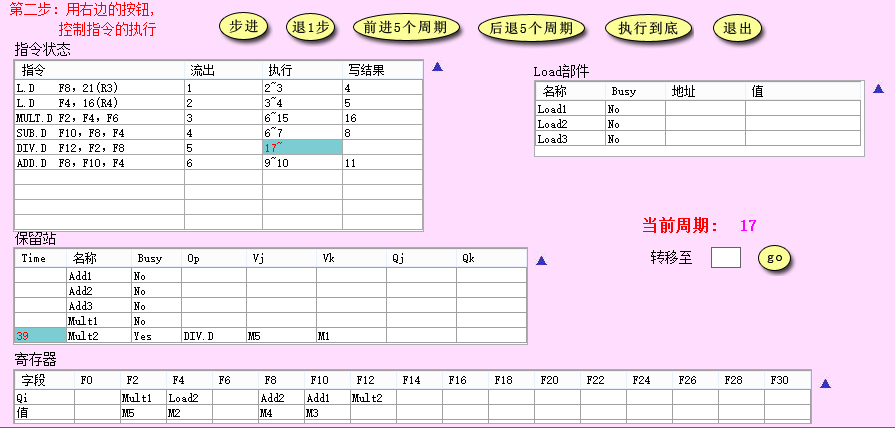 第二步：用右边的按钮，
控制指令的执行
步进 退1步 前进5个周期 后退5个周期 执行到底 退出
指令状态
指令 流出 执行 写结果
L.D F8, 21(R3) 1 2~3 4
L.D F4, 16(R4) 2 3~4 5
MULT.D F2, F4, F6 3 6~15 16
SUB.D F10, F8, F4 4 6~7 8
DIV.D F12, F2, F8 5 17~
ADD.D F8, F10, F4 6 9~10 11
Load部件
名称 Busy 地址 值
Load1 No
Load2 No
Load3 No
当前周期： 17
转移至 go
保留站
Time 名称 Busy Op Vj Vk Qj Qk
Add1 No
Add2 No
Add3 No
Mult1 No
39 Mult2 Yes DIV.D M5 M1
寄存器
字段 F0 F2 F4 F6 F8 F10 F12 F14 F16 F18 F20 F22 F24 F26 F28 F30
Qi Mult1 Load2 Add2 Add1 Mult2
值 M5 M2 M4 M3